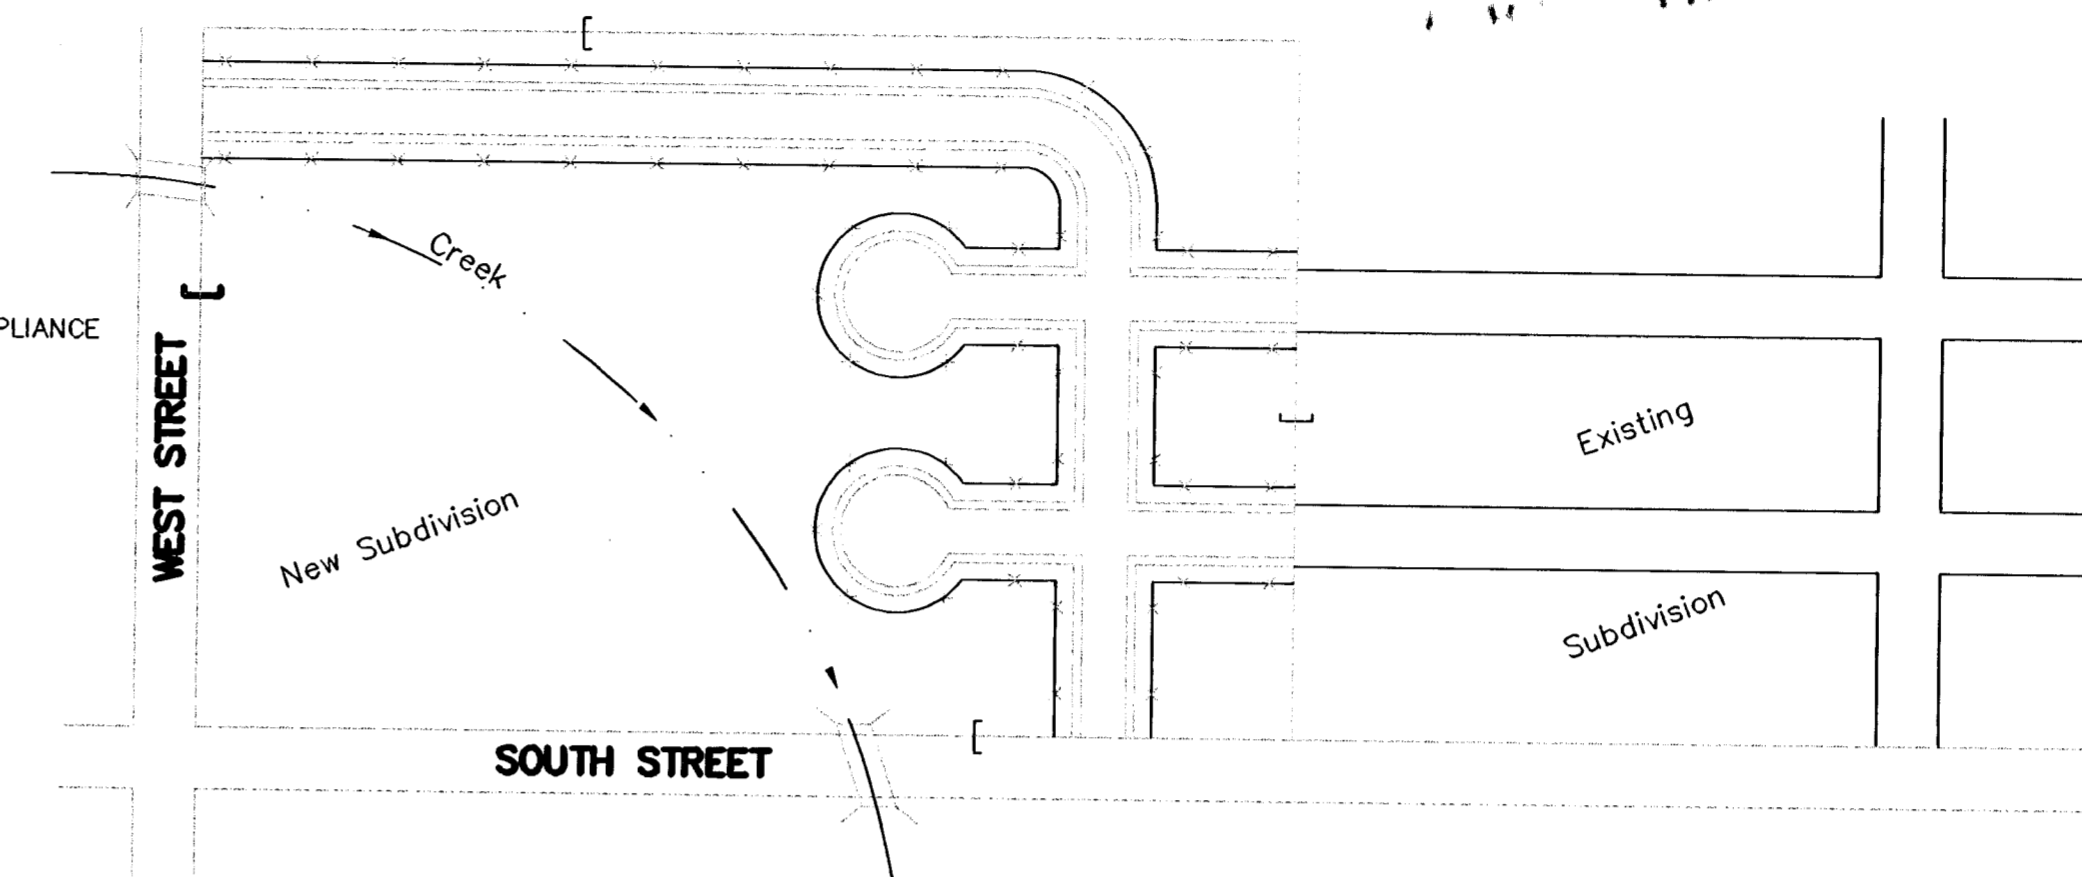 Creek
PLIANCE
WEST STREET
Existing
New Subdivision
Subdivision
SOUTH STREET